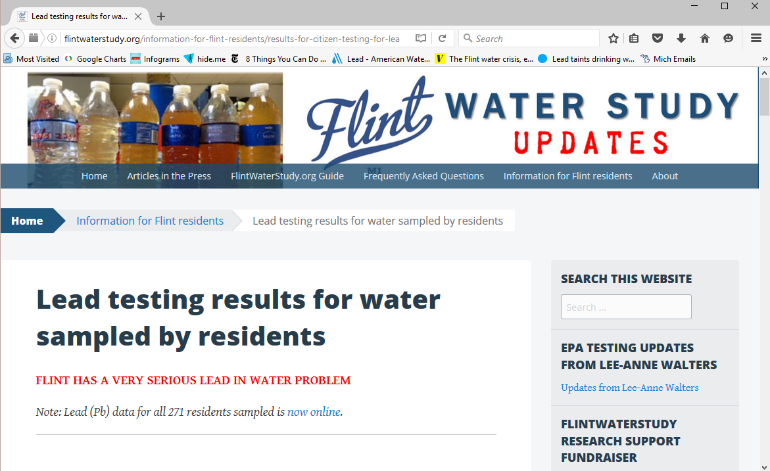 Lead testing results for wa...
flintwaterstudy.org/information-for-flint-residents/results-for-citizen-testing-for-lea
Search
Most Visited Google Charts Infograms hide.me 8 Things You Can Do ... Lead - American Wate... The Flint water crisis, e... Lead taints drinking w... Mich Emails
Flint WATER STUDY
MI
UPDATES
Home Articles in the Press FlintWaterStudy.org Guide Frequently Asked Questions Information for Flint residents About
Home Information for Flint residents Lead testing results for water sampled by residents
Lead testing results for water
sampled by residents
FLINT HAS A VERY SERIOUS LEAD IN WATER PROBLEM
Note: Lead (Pb) data for all 271 residents sampled is now online.
SEARCH THIS WEBSITE
Search ...
EPA TESTING UPDATES
FROM LEE-ANNE WALTERS
Updates from Lee-Anne Walters
FLINTWATERSTUDY
RESEARCH SUPPORT
FUNDRAISER